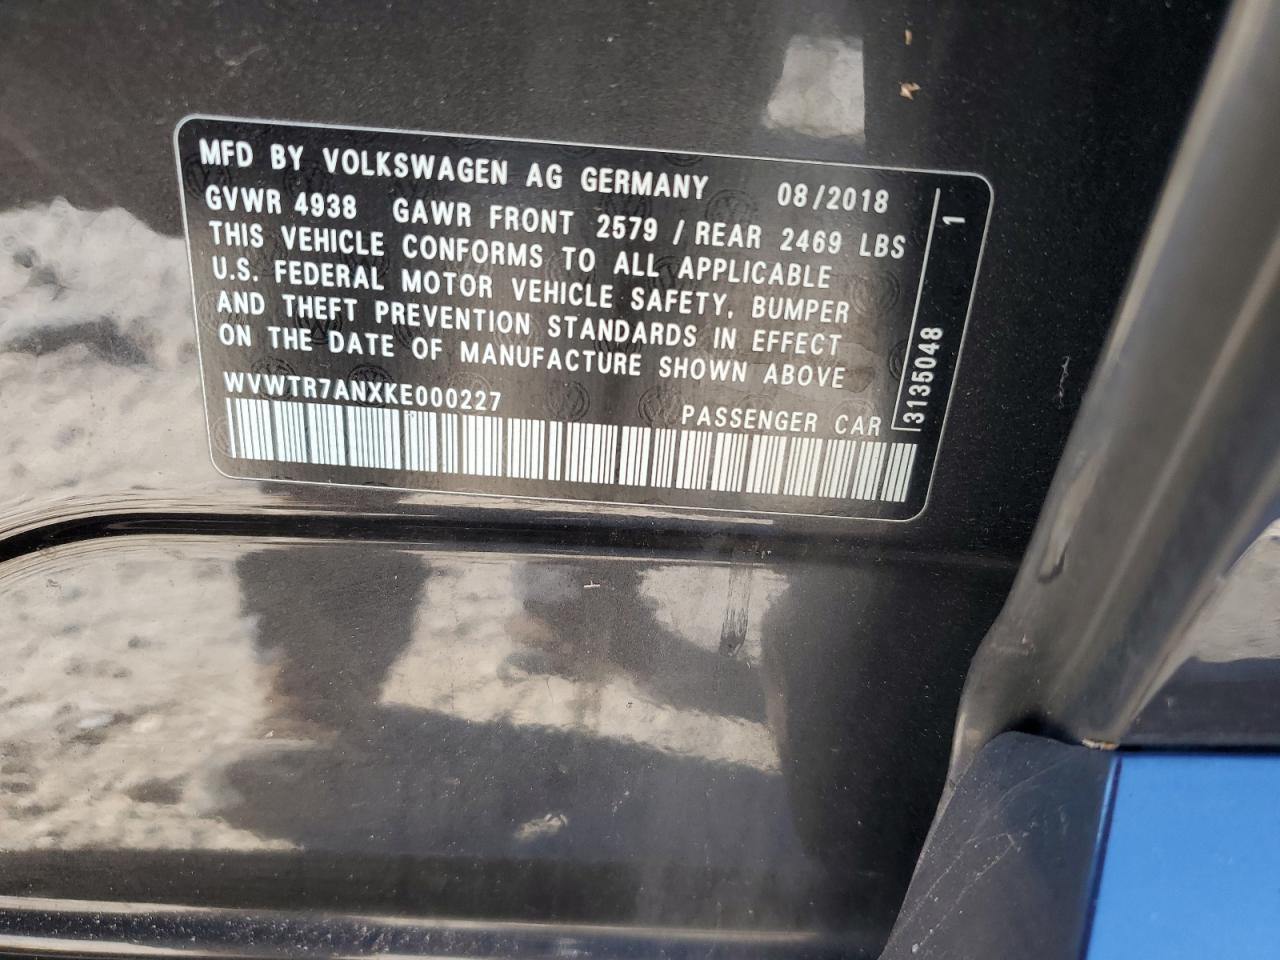 MFD BY VOLKSWAGEN AG GERMANY 08/2018
GVWR 4938 GAWR FRONT 2579 / REAR 2469 LBS
THIS VEHICLE CONFORMS TO ALL APPLICABLE
U.S. FEDERAL MOTOR VEHICLE SAFETY, BUMPER
AND THEFT PREVENTION STANDARDS IN EFFECT
ON THE DATE OF MANUFACTURE SHOWN ABOVE
WVWTR7ANXKE000227 PASSENGER CAR
3135048 1